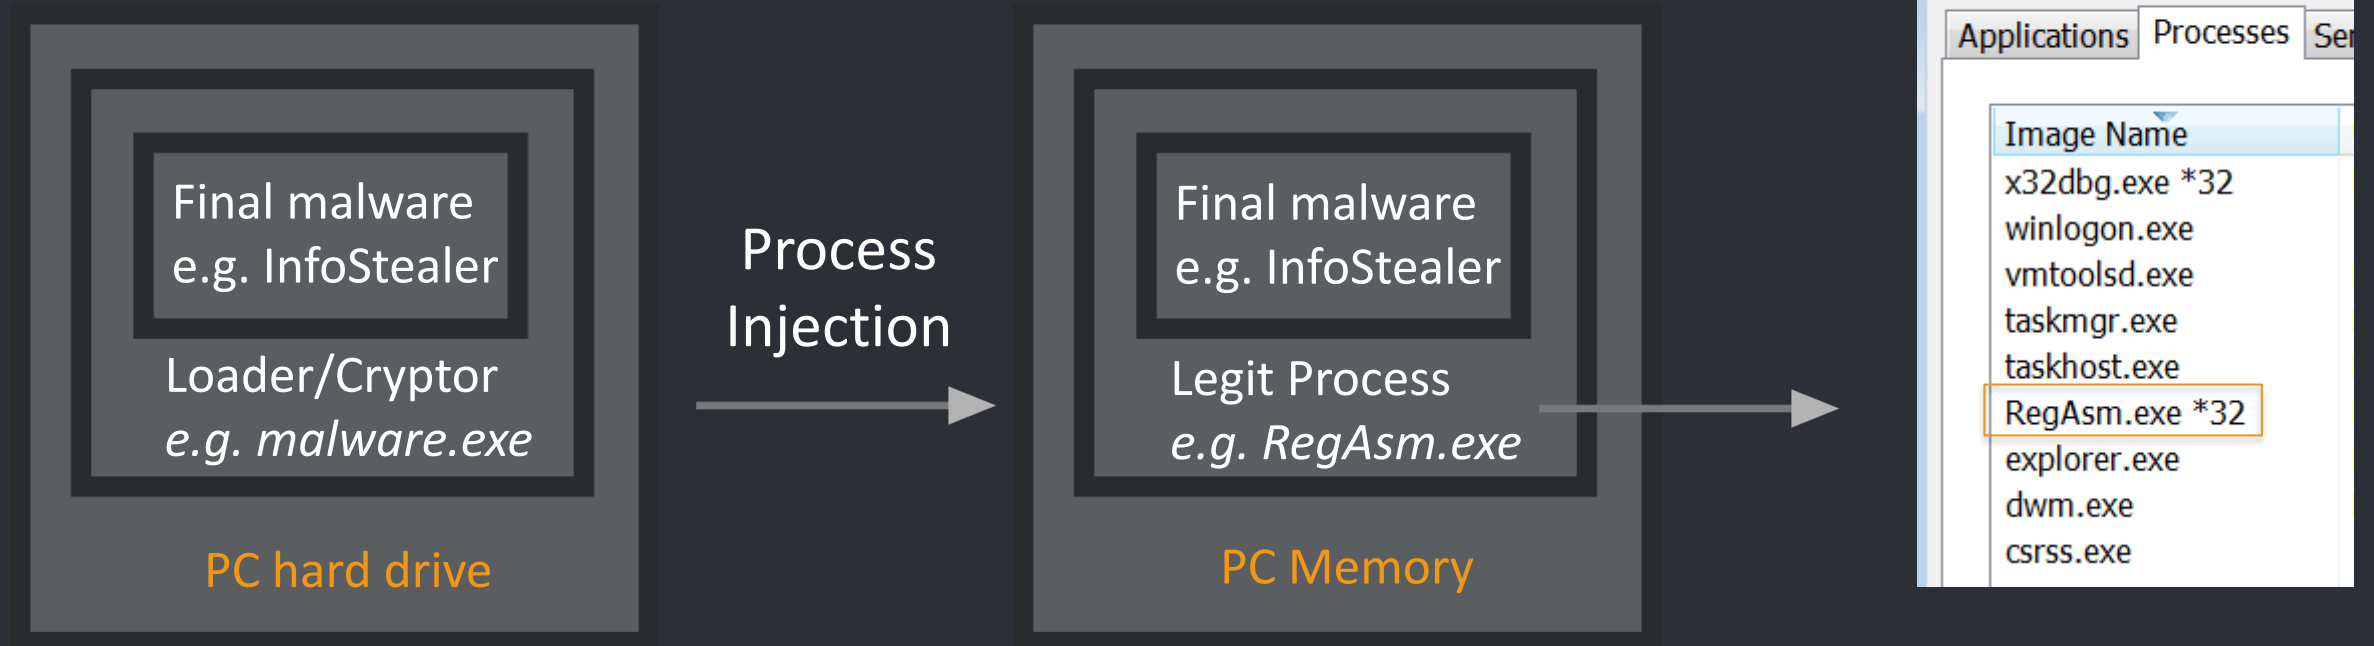 Final malware
e.g. InfoStealer
Loader/Cryptor
e.g. malware.exe
PC hard drive
Process
Injection
Final malware
e.g. InfoStealer
Legit Process
e.g. RegAsm.exe
PC Memory
Applications Processes Ser
Image Name
x32dbg.exe *32
winlogon.exe
vmtoolsd.exe
taskmgr.exe
taskhost.exe
RegAsm.exe *32
explorer.exe
dwm.exe
csrss.exe